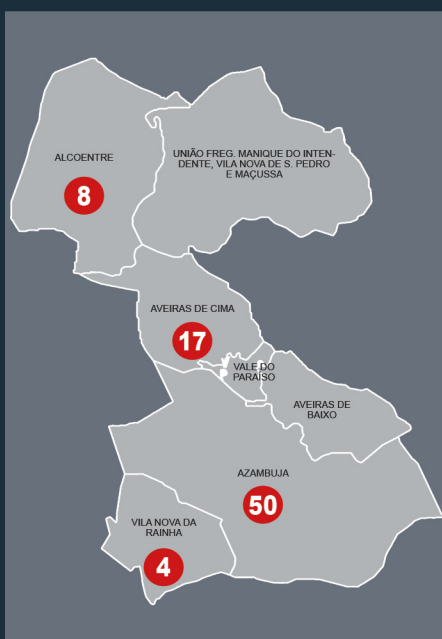 ALCOENTRE
8
UNIÃO FREG. MANIQUE DO INTEN-
DENTE, VILA NOVA DE S. PEDRO
E MAÇUSSA
AVEIRAS DE CIMA
17
VALE DO
PARAÍSO
AVEIRAS DE
BAIXO
AZAMBUJA
50
VILA NOVA DA
RAINHA
4